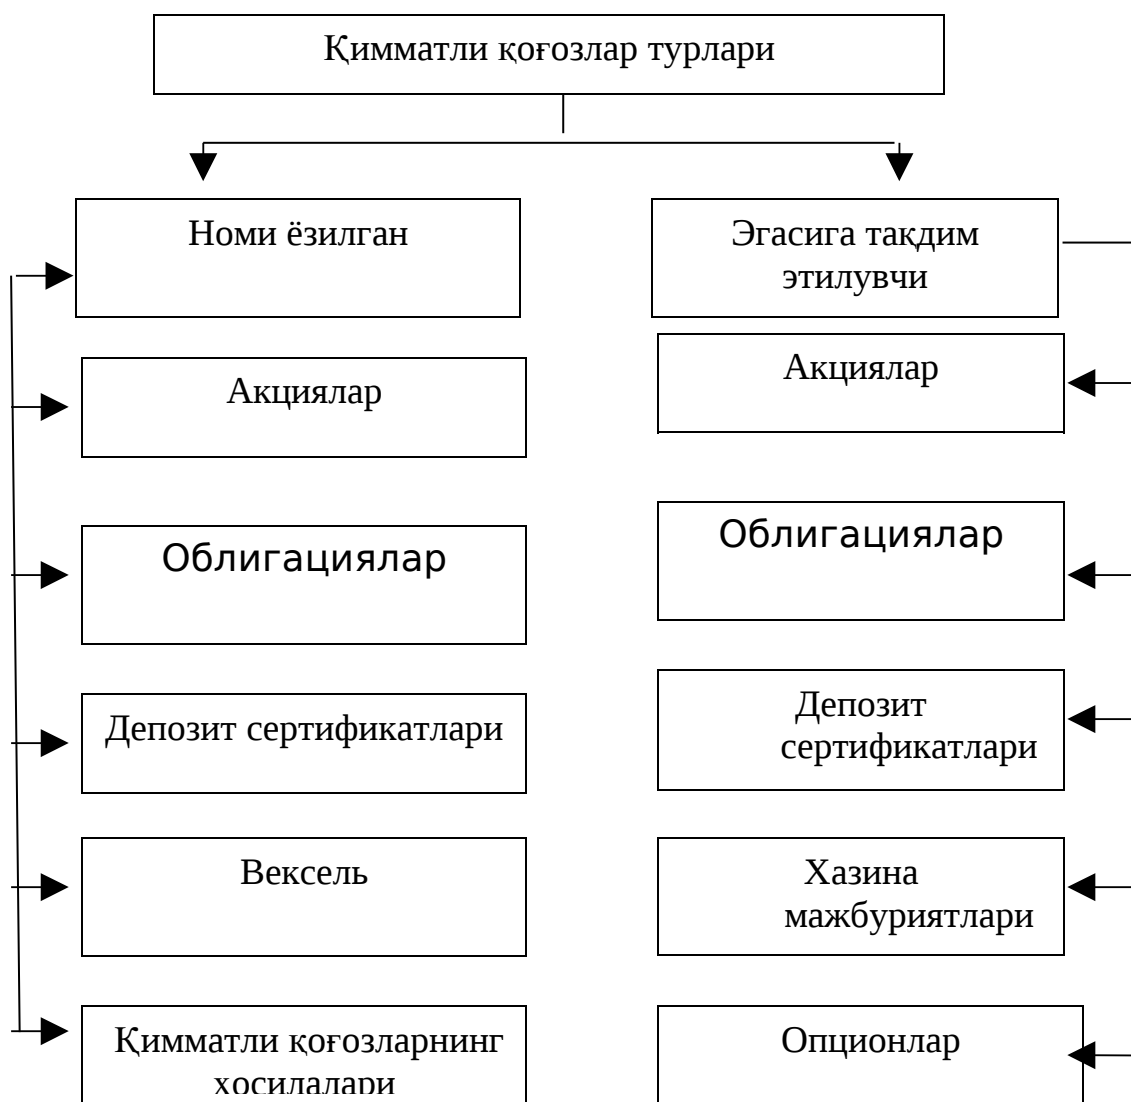 Қимматли қоғозлар турлари
Номи ёзилган
Эгасига тақдим
этилувчи
Акциялар
Акциялар
Облигациялар
Облигациялар
Депозит сертификатлари
Депозит
сертификатлари
Вексель
Хазина
мажбуриятлари
Қимматли қоғозларнинг
хосилалари
Опционлар